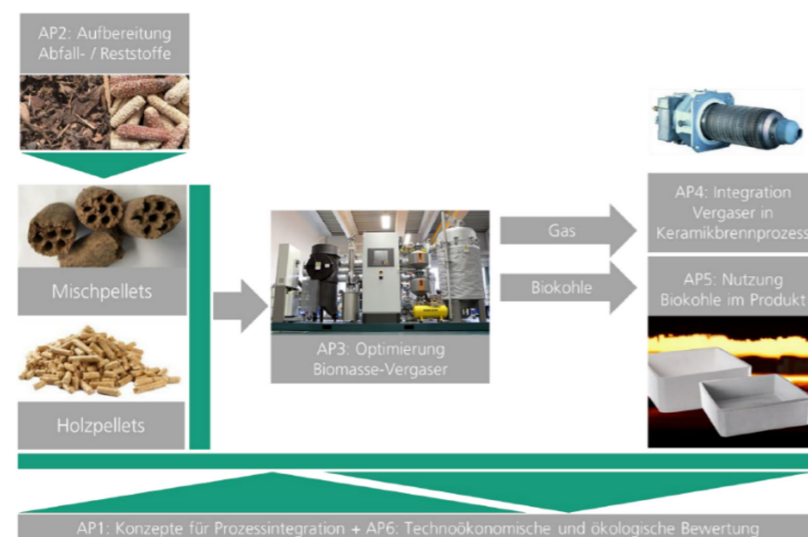 AP2: Aufbereitung
Abfall- / Reststoffe
Mischpellets
Holzpellets
AP3: Optimierung
Biomasse-Vergaser
Gas
Biokohle
AP4: Integration
Vergaser in
Keramikbrennprozess
AP5: Nutzung
Biokohle im Produkt
AP1: Konzepte für Prozessintegration + AP6: Technoökonomische und ökologische Bewertung